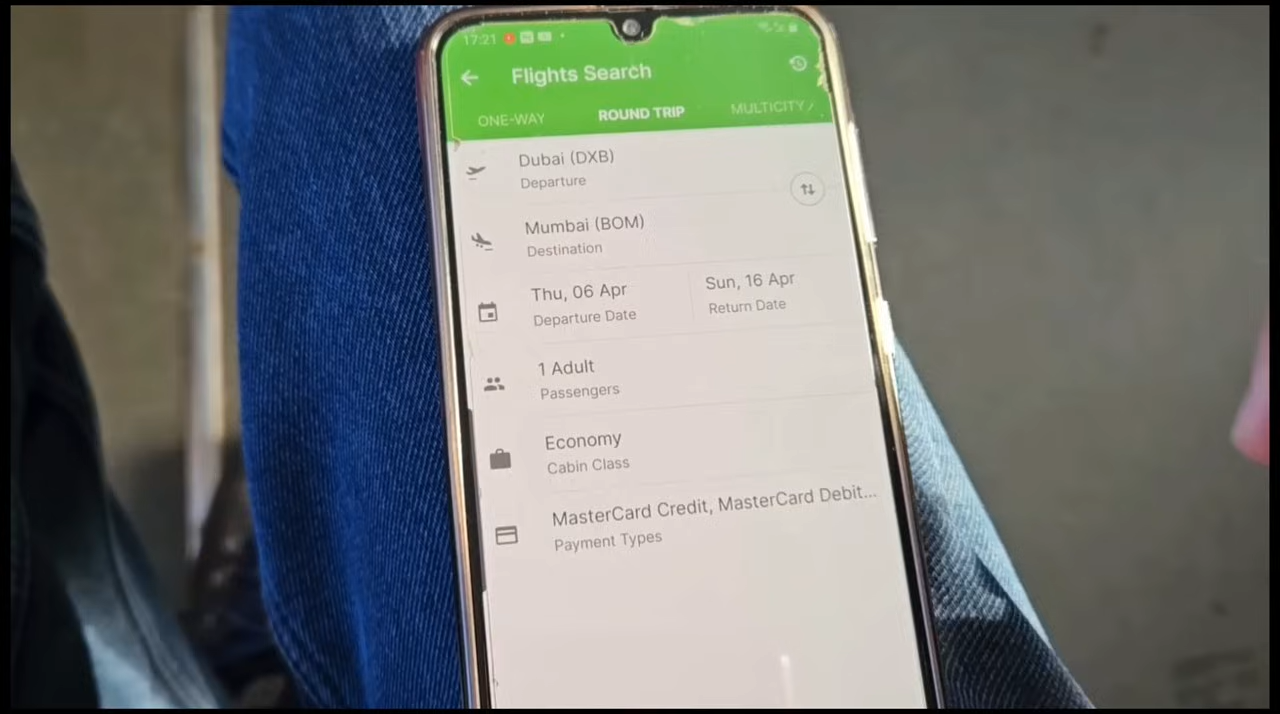 17:21
Flights Search
ONE-WAY ROUND TRIP MULTICITY /
Dubai (DXB)
Departure
Mumbai (BOM)
Destination
Thu, 06 Apr Sun, 16 Apr
Departure Date Return Date
1 Adult
Passengers
Economy
Cabin Class
MasterCard Credit, MasterCard Debit...
Payment Types